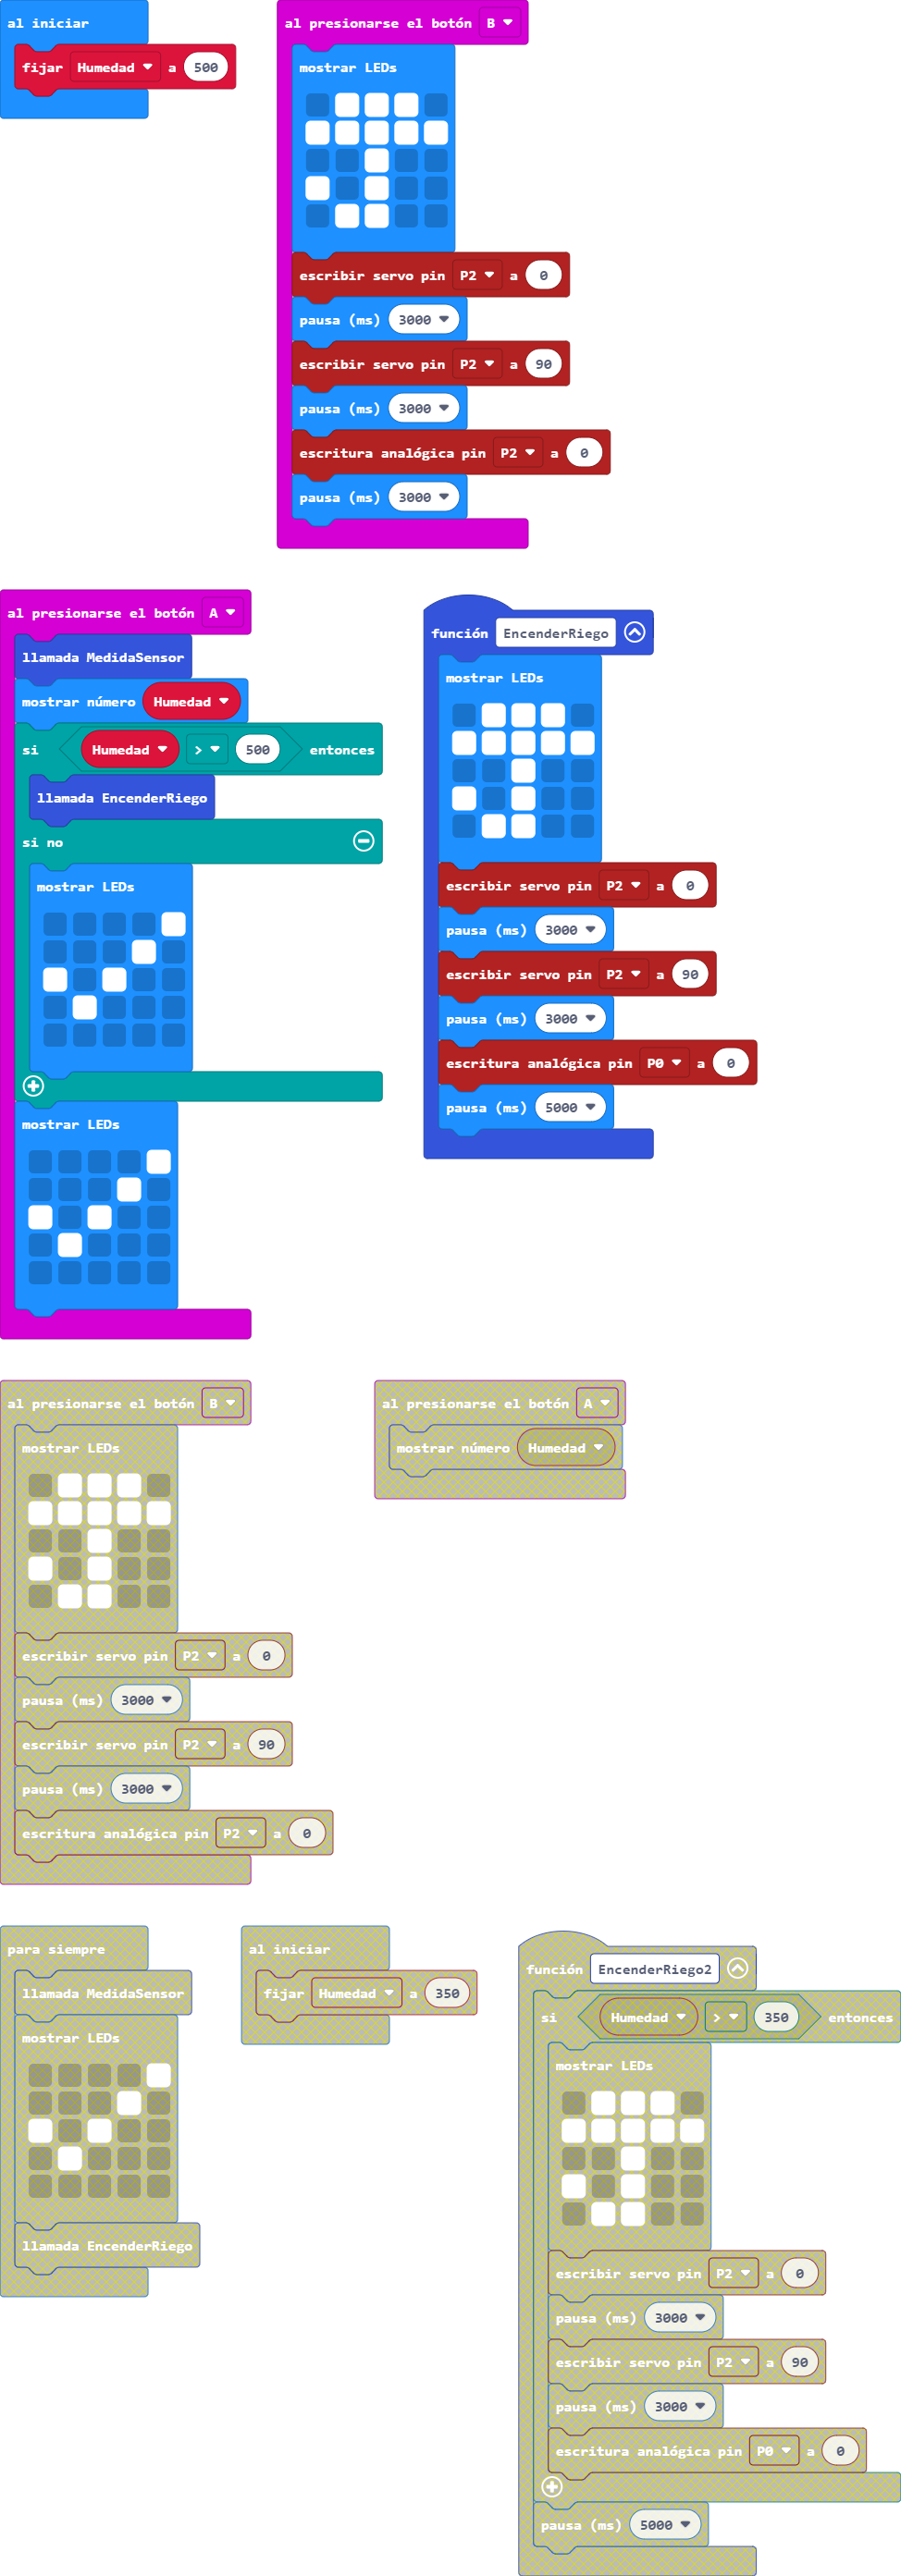 al iniciar
fijar Humedad a 500
al presionarse el botón B
mostrar LEDs
escribir servo pin P2 a 0
pausa (ms) 3000
escribir servo pin P2 a 90
pausa (ms) 3000
escritura analógica pin P2 a 0
pausa (ms) 3000
al presionarse el botón A
llamada MedidaSensor
mostrar número Humedad
si Humedad > 500 entonces
llamada EncenderRiego
si no
mostrar LEDs
mostrar LEDs
función EncenderRiego
mostrar LEDs
escribir servo pin P2 a 0
pausa (ms) 3000
escribir servo pin P2 a 90
pausa (ms) 3000
escritura analógica pin P0 a 0
pausa (ms) 5000
al presionarse el botón B
mostrar LEDs
escribir servo pin P2 a 0
pausa (ms) 3000
escribir servo pin P2 a 90
pausa (ms) 3000
escritura analógica pin P2 a 0
al presionarse el botón A
mostrar número Humedad
para siempre
llamada MedidaSensor
mostrar LEDs
llamada EncenderRiego
al iniciar
fijar Humedad a 350
función EncenderRiego2
si Humedad > 350 entonces
mostrar LEDs
escribir servo pin P2 a 0
pausa (ms) 3000
escribir servo pin P2 a 90
pausa (ms) 3000
escritura analógica pin P0 a 0
pausa (ms) 5000